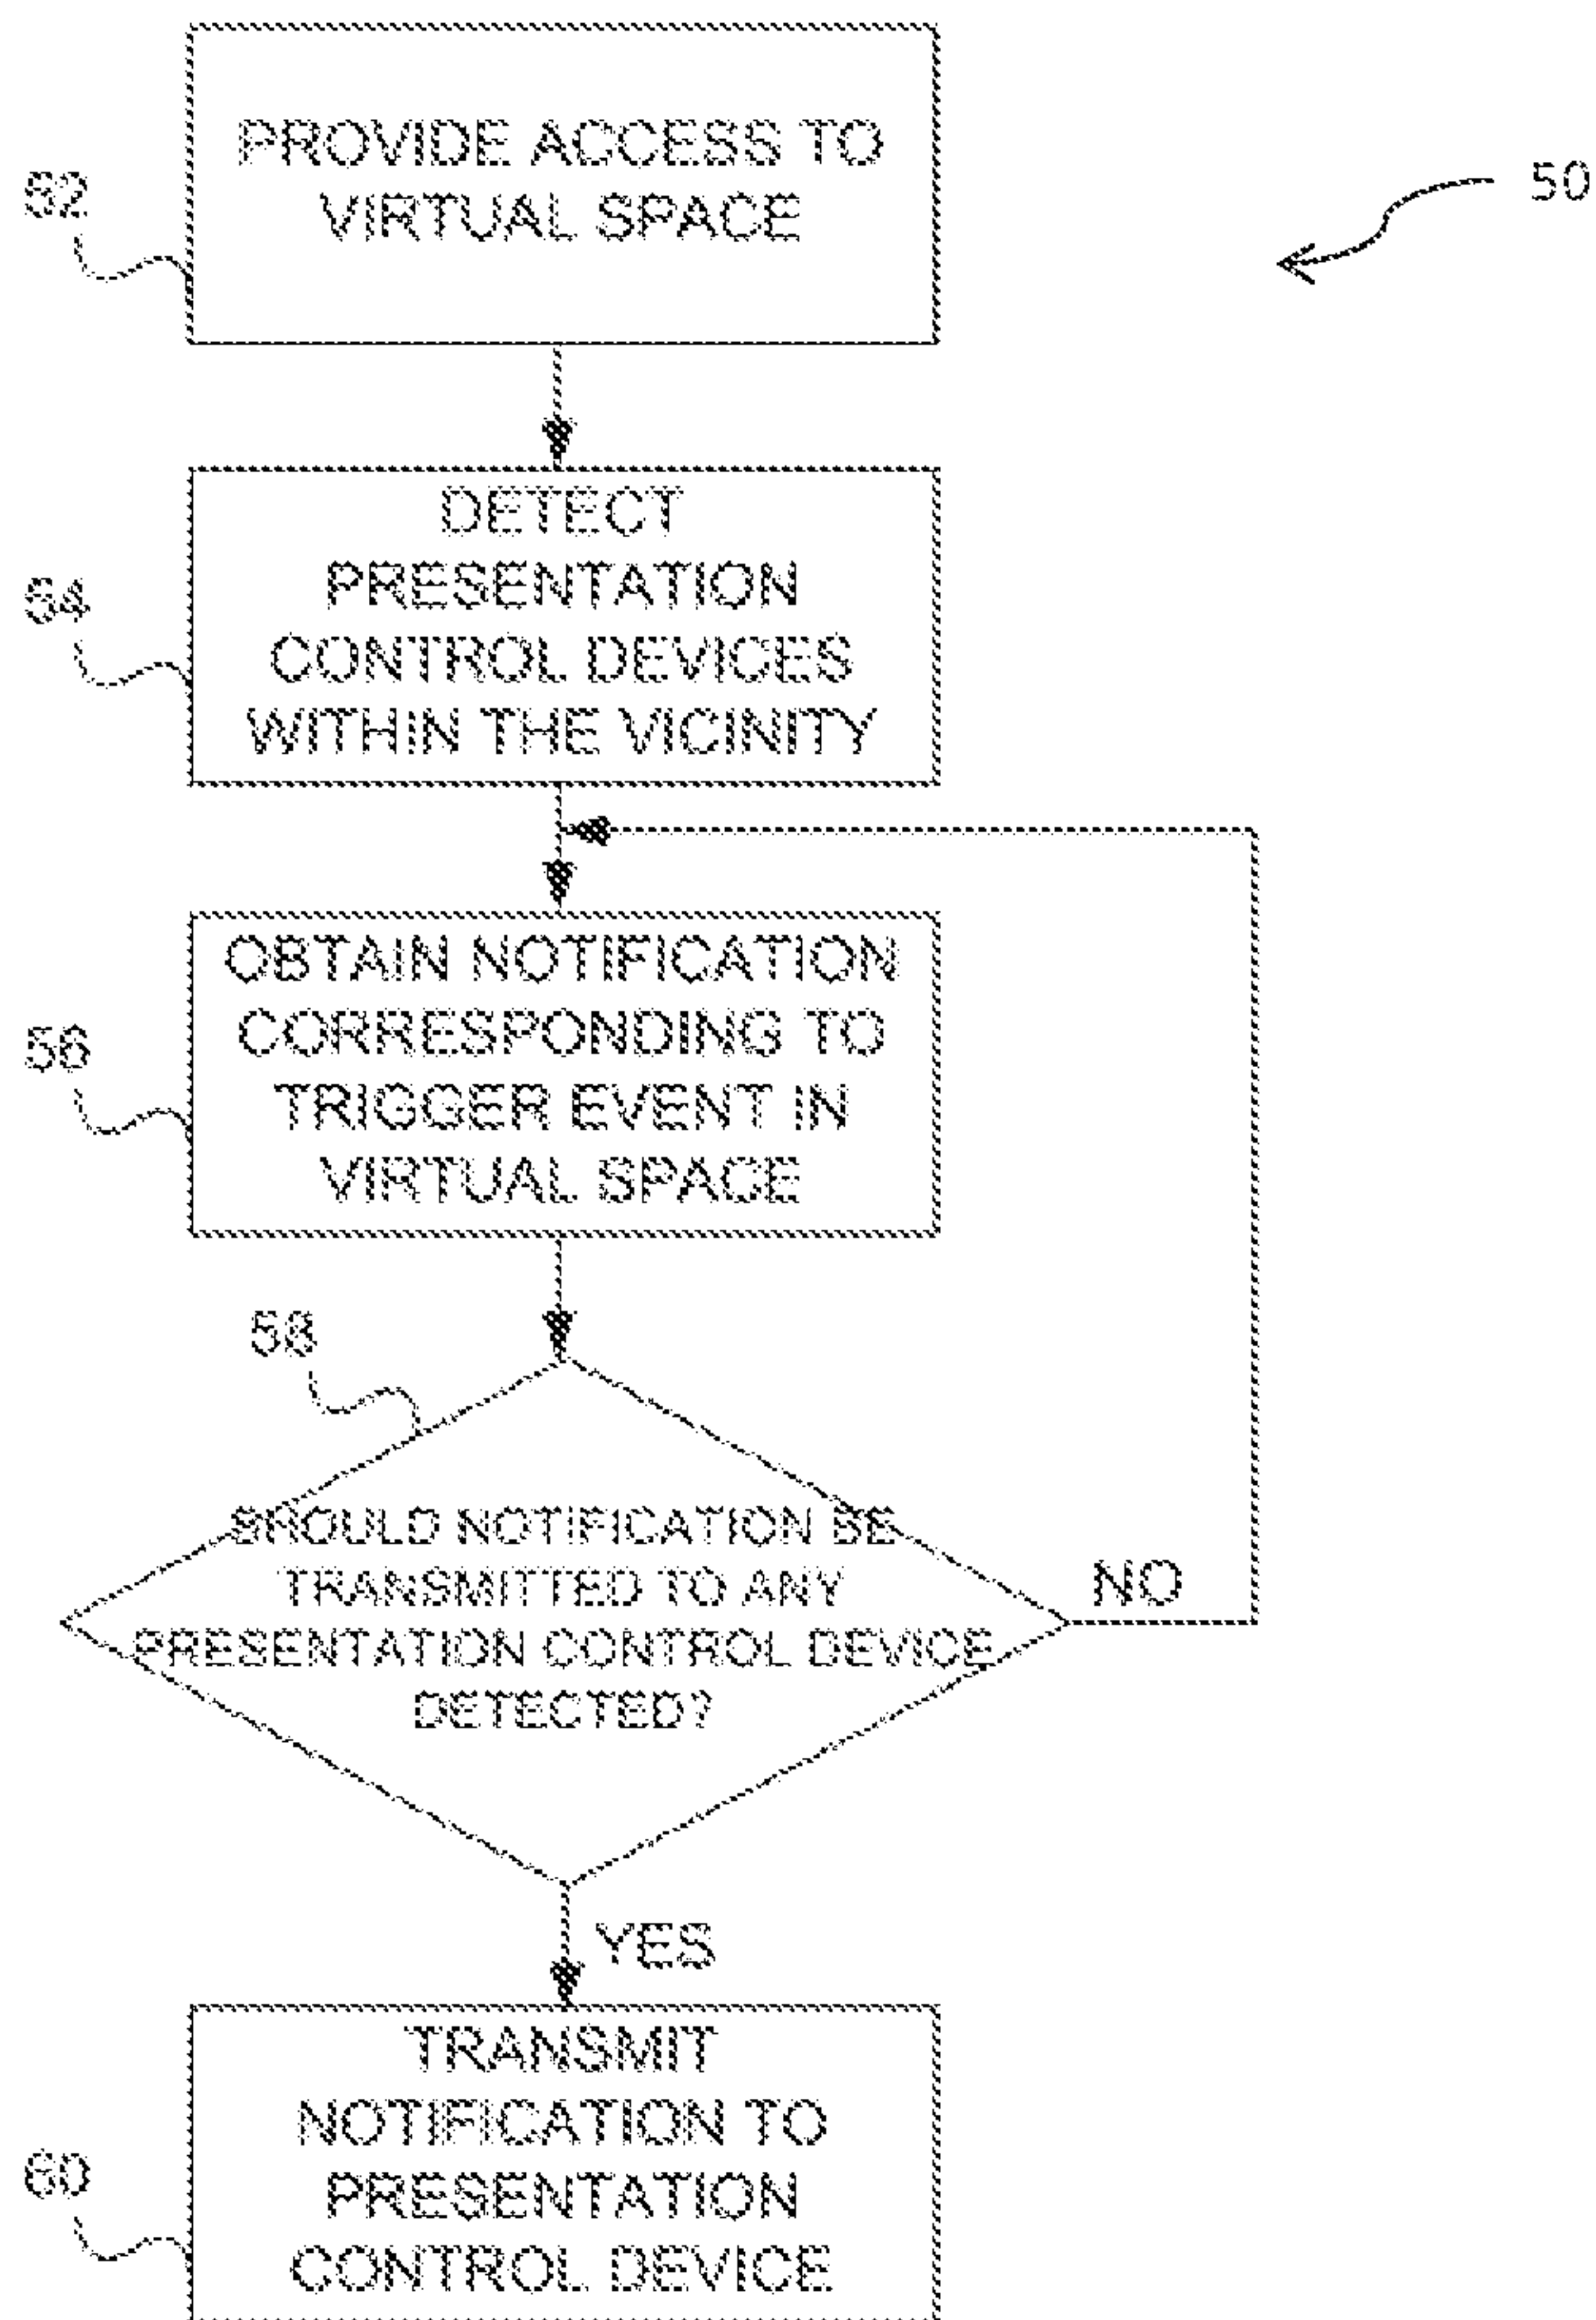 PROVIDE ACCESS TO
VIRTUAL SPACE
52
50
DETECT
PRESENTATION
CONTROL DEVICES
WITHIN THE VICINITY
54
OBTAIN NOTIFICATION
CORRESPONDING TO
TRIGGER EVENT IN
VIRTUAL SPACE
56
58
SHOULD NOTIFICATION BE
TRANSMITTED TO ANY
PRESENTATION CONTROL DEVICE
DETECTED?
NO
YES
TRANSMIT
NOTIFICATION TO
PRESENTATION
CONTROL DEVICE
60